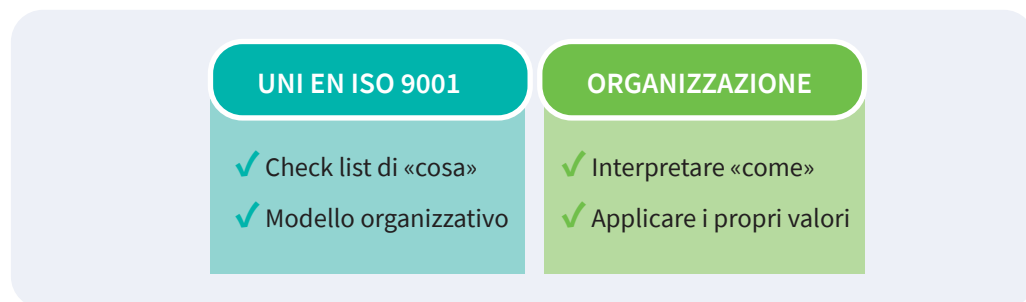 UNI EN ISO 9001
Check list di «cosa»
Modello organizzativo
ORGANIZZAZIONE
Interpretare «come»
Applicare i propri valori